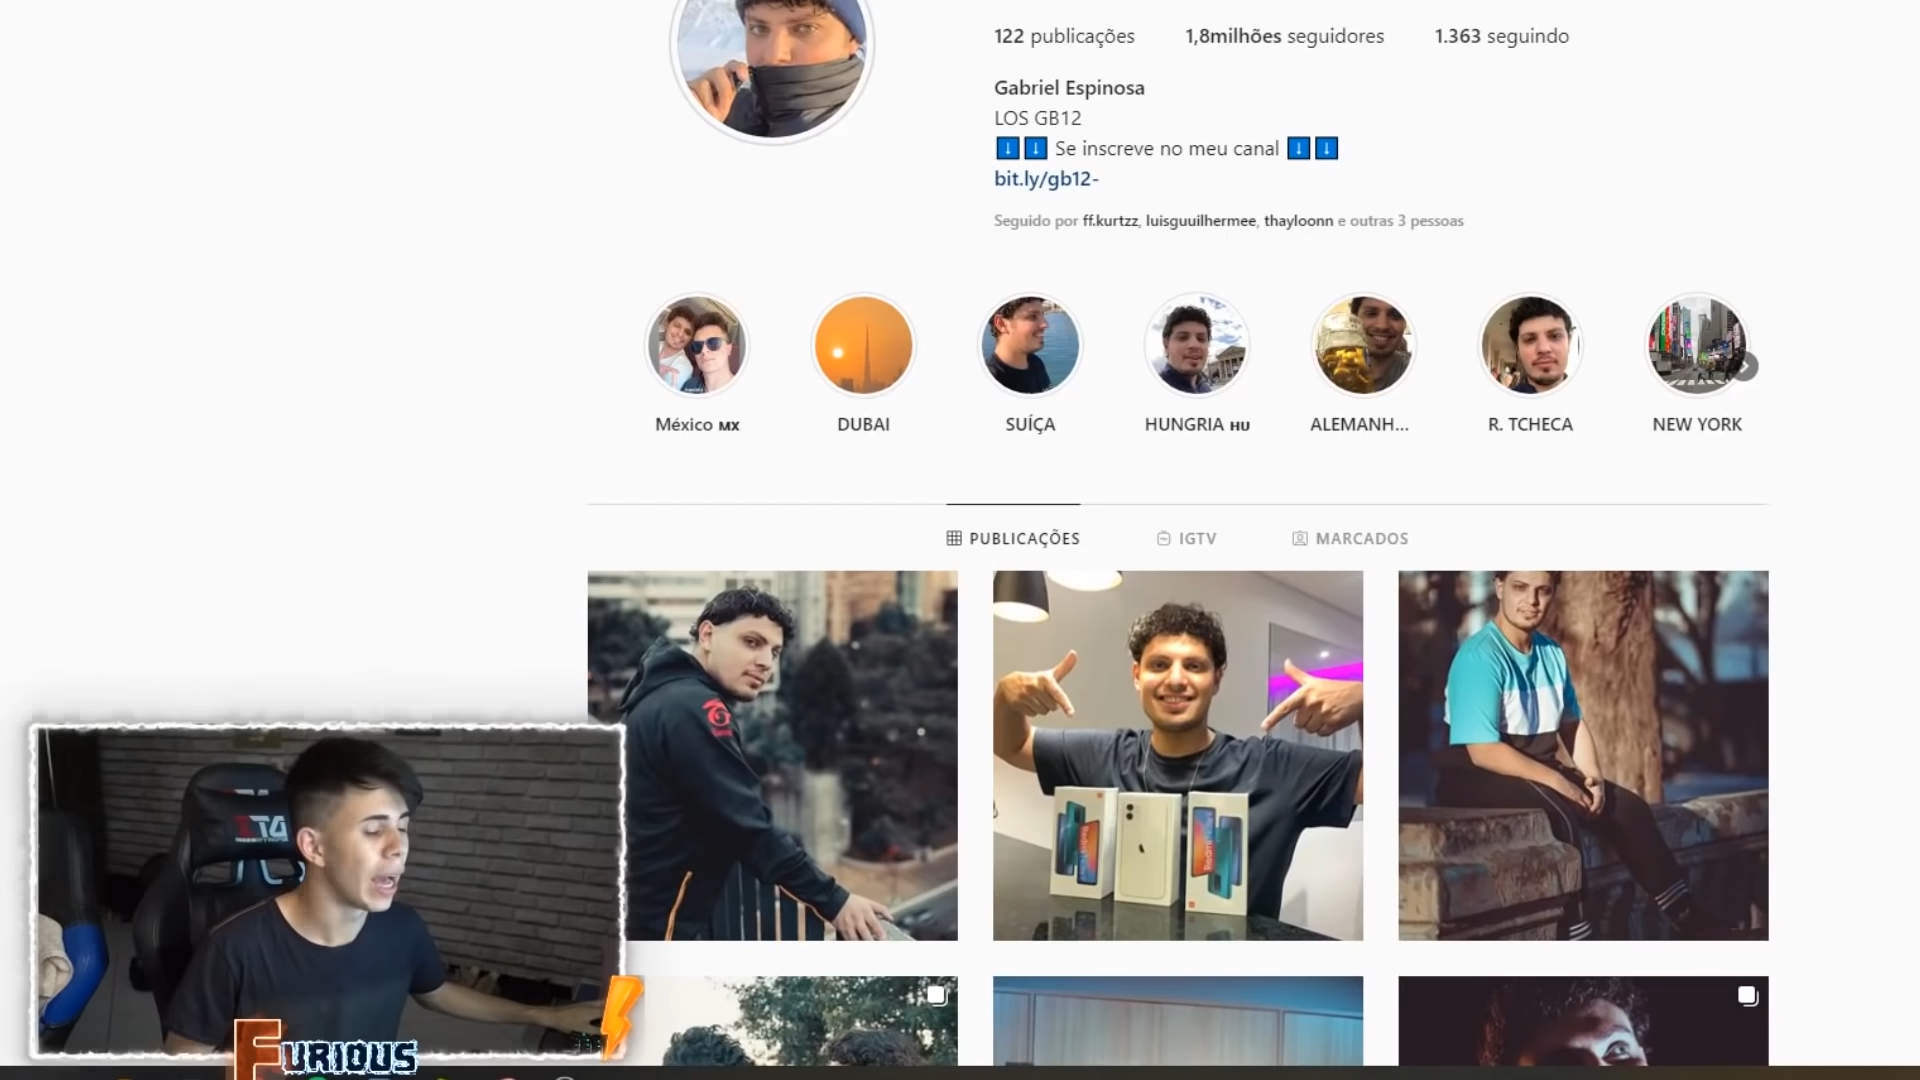 122 publicações 1,8milhões seguidores 1.363 seguindo
Gabriel Espinosa
LOS GB12
Se inscreve no meu canal
bit.ly/gb12-
Seguido por ff.kurtzz, luisguuilhermee, thayloonn e outras 3 pessoas
México MX DUBAI SUÍÇA HUNGRIA HU ALEMANH... R. TCHECA NEW YORK
PUBLICAÇÕES IGTV MARCADOS
FURIOUS